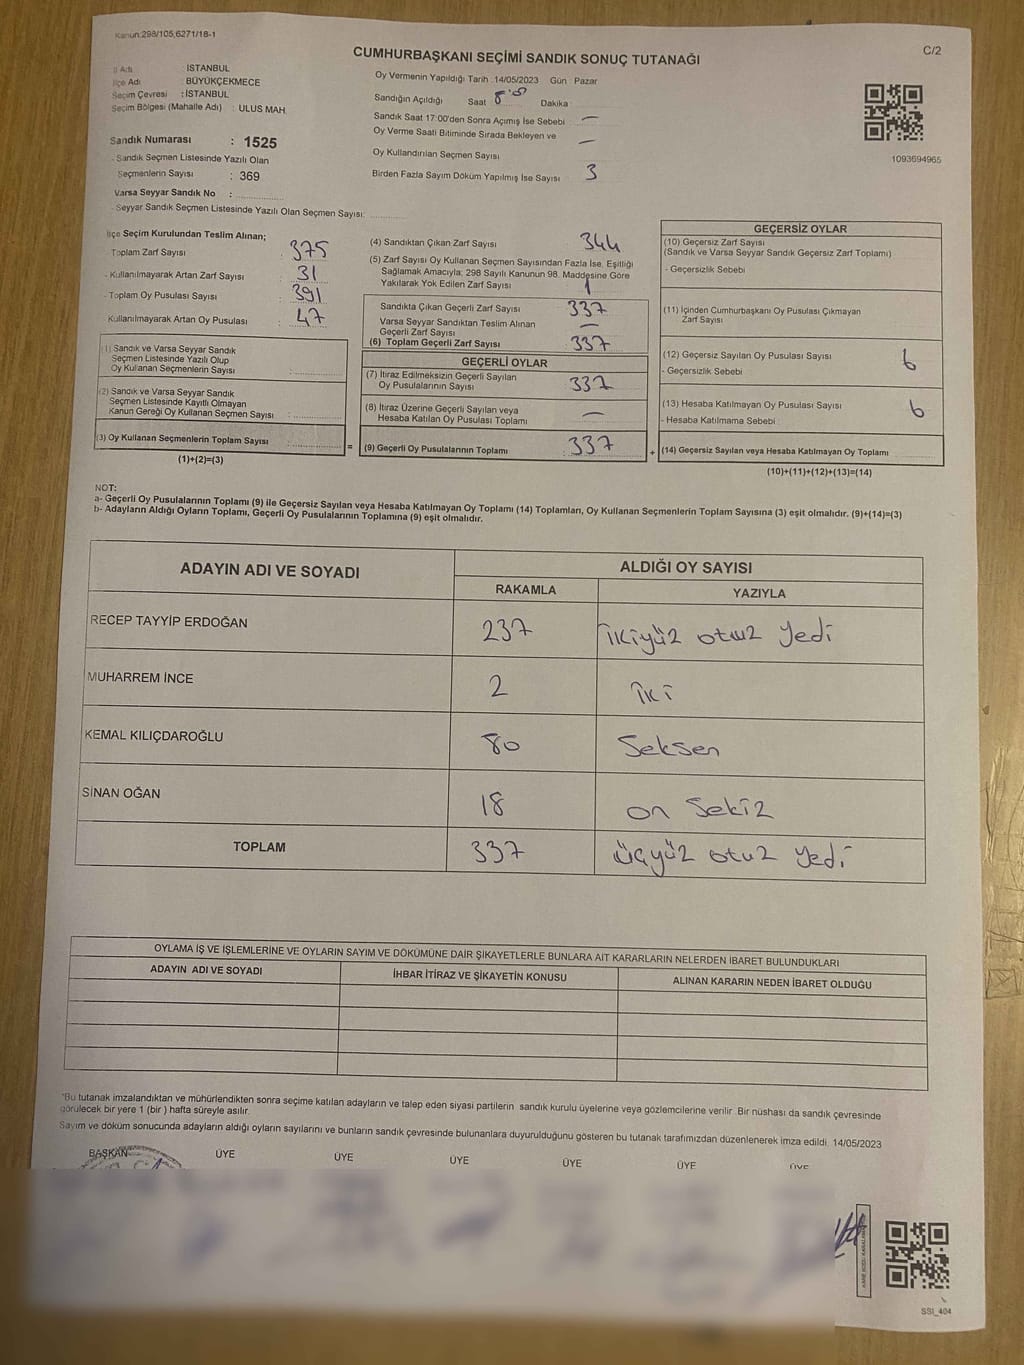 Kanun:298/105,6271/18-1
C/2
CUMHURBAŞKANI SEÇİMİ SANDIK SONUÇ TUTANAĞI
İl Adı : İSTANBUL
İlçe Adı : BÜYÜKÇEKMECE
Seçim Çevresi : İSTANBUL
Seçim Bölgesi (Mahalle Adı) : ULUS MAH.
Oy Vermenin Yapıldığı Tarih :14/05/2023 Gün : Pazar
Sandığın Açıldığı Saat Dakika
Sandık Saat 17:00'den Sonra Açımış İse Sebebi —
Oy Verme Saati Bitiminde Sırada Bekleyen ve —
Oy Kullandırılan Seçmen Sayısı
Birden Fazla Sayım Döküm Yapılmış İse Sayısı 3
1093694965
Sandık Numarası : 1525
- Sandık Seçmen Listesinde Yazılı Olan
Seçmenlerin Sayısı : 369
Varsa Seyyar Sandık No :
- Seyyar Sandık Seçmen Listesinde Yazılı Olan Seçmen Sayısı:
İlçe Seçim Kurulundan Teslim Alınan;
Toplam Zarf Sayısı : 375
- Kullanılmayarak Artan Zarf Sayısı : 31
- Toplam Oy Pusulası Sayısı : 391
Kullanılmayarak Artan Oy Pusulası : 47
(1) Sandık ve Varsa Seyyar Sandık
Seçmen Listesinde Yazılı Olup
Oy Kulanan Seçmenlerin Sayısı :
(2) Sandık ve Varsa Seyyar Sandık
Seçmen Listesinde Kayıtlı Olmayan
Kanun Gereği Oy Kullanan Seçmen Sayısı :
(3) Oy Kullanan Seçmenlerin Toplam Sayısı : =
(1)+(2)=(3)
(4) Sandıktan Çıkan Zarf Sayısı 344
(5) Zarf Sayısı Oy Kullanan Seçmen Sayısından Fazla İse, Eşitliği
Sağlamak Amacıyla; 298 Sayılı Kanunun 98. Maddesine Göre
Yakılarak Yok Edilen Zarf Sayısı 1
Sandıkta Çıkan Geçerli Zarf Sayısı : 337
Varsa Seyyar Sandıktan Teslim Alınan —
Geçerli Zarf Sayısı
(6) Toplam Geçerli Zarf Sayısı : 337
GEÇERLİ OYLAR
(7) İtiraz Edilmeksizin Geçerli Sayılan
Oy Pusulalarının Sayısı : 337
(8) İtiraz Üzerine Geçerli Sayılan veya
Hesaba Katılan Oy Pusulası Toplamı : —
(9) Geçerli Oy Pusulalarının Toplamı : 337 +
GEÇERSİZ OYLAR
(10) Geçersiz Zarf Sayısı
(Sandık ve Varsa Seyyar Sandık Geçersiz Zarf Toplamı)
- Geçersizlik Sebebi
(11) İçinden Cumhurbaşkanı Oy Pusulası Çıkmayan
Zarf Sayısı
(12) Geçersiz Sayılan Oy Pusulası Sayısı 6
- Geçersizlik Sebebi
(13) Hesaba Katılmayan Oy Pusulası Sayısı 6
- Hesaba Katılmama Sebebi
(14) Geçersiz Sayılan veya Hesaba Katılmayan Oy Toplamı
(10)+(11)+(12)+(13)=(14)
NOT:
a- Geçerli Oy Pusulalarının Toplamı (9) ile Geçersiz Sayılan veya Hesaba Katılmayan Oy Toplamı (14) Toplamları, Oy Kullanan Seçmenlerin Toplam Sayısına (3) eşit olmalıdır. (9)+(14)=(3)
b- Adayların Aldığı Oyların Toplamı, Geçerli Oy Pusulalarının Toplamına (9) eşit olmalıdır.
ADAYIN ADI VE SOYADI ALDIĞI OY SAYISI
RAKAMLA YAZIYLA
RECEP TAYYİP ERDOĞAN 237 ikiyüz otuz yedi
MUHARREM İNCE 2 iki
KEMAL KILIÇDAROĞLU 80 Seksen
SİNAN OĞAN 18 on Sekiz
TOPLAM 337 üçyüz otuz yedi
OYLAMA İŞ VE İŞLEMLERİNE VE OYLARIN SAYIM VE DÖKÜMÜNE DAİR ŞİKAYETLERLE BUNLARA AİT KARARLARIN NELERDEN İBARET BULUNDUKLARI
ADAYIN ADI VE SOYADI İHBAR İTİRAZ VE ŞİKAYETİN KONUSU ALINAN KARARIN NEDEN İBARET OLDUĞU
*Bu tutanak imzalandıktan ve mühürlendikten sonra seçime katılan adayların ve talep eden siyasi partilerin sandık kurulu üyelerine veya gözlemcilerine verilir. Bir nüshası da sandık çevresinde
görülecek bir yere 1 (bir ) hafta süreyle asılır.
Sayım ve döküm sonucunda adayların aldığı oyların sayılarını ve bunların sandık çevresinde bulunanlara duyurulduğunu gösteren bu tutanak tarafımızdan düzenlenerek imza edildi. 14/05/2023
BAŞKAN ÜYE ÜYE ÜYE ÜYE ÜYE ÜYE
SSI_404